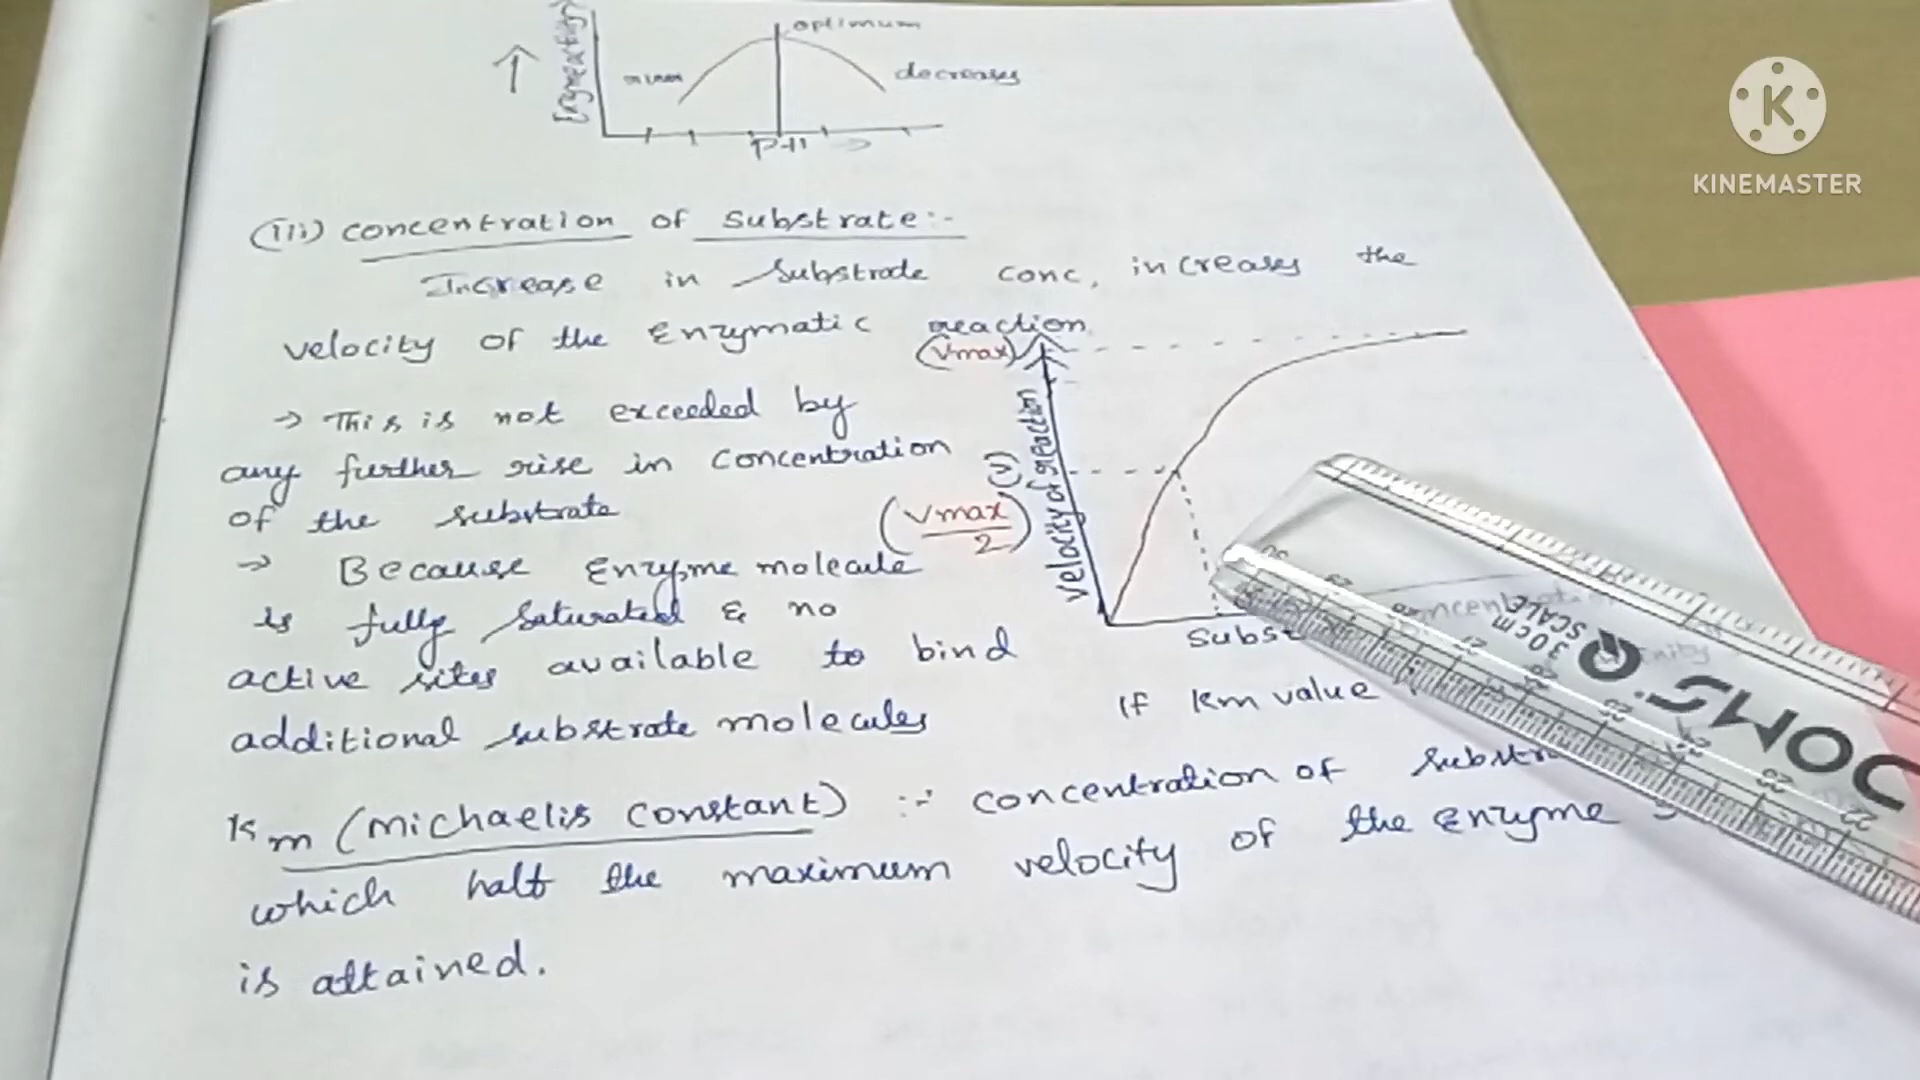 optimum
Enzyme activity
decreases
PH
KINEMASTER
(iii) concentration of substrate:-
Increase in substrate conc, increases the
velocity of the Enzymatic reaction
(Vmax)
→ This is not exceeded by
any further rise in concentration
of the substrate
(Vmax/2)
velocity of reaction (V)
→ Because Enzyme molecule
is fully saturated & no
active sites available to bind
additional substrate molecules
Subst
If km value
30cm SCALE
DOMS
Km (michaelis constant) :- concentration of
which half the maximum velocity of the enzyme
is attained.